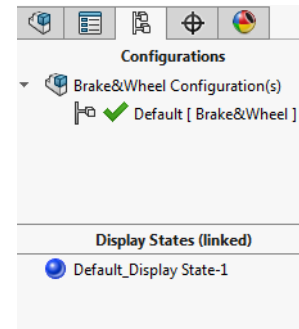 Configurations
Brake&Wheel Configuration(s)
Default [ Brake&Wheel ]
Display States (linked)
Default_Display State-1